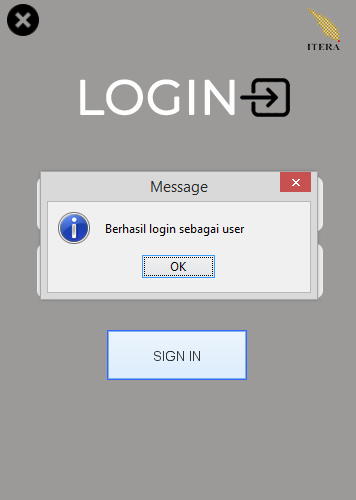 ITERA
LOGIN
Message
Berhasil login sebagai user
OK
SIGN IN